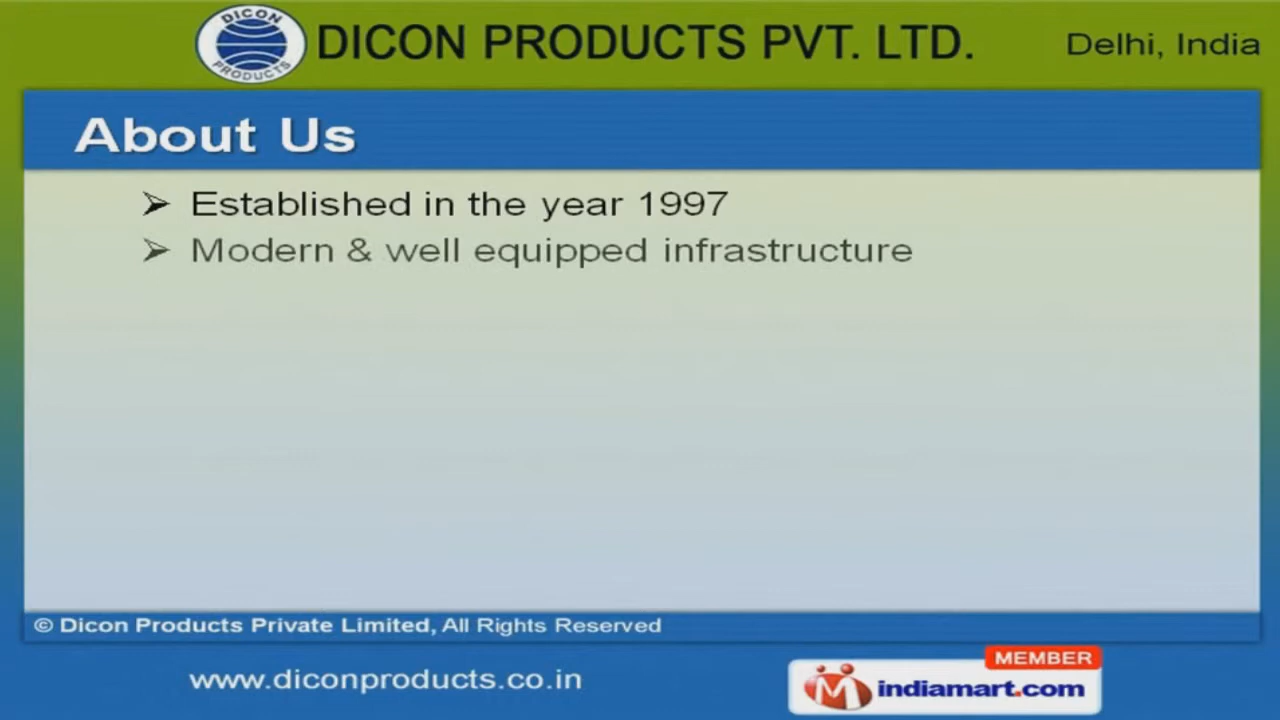 DICON
PRODUCTS
DICON PRODUCTS PVT. LTD.
Delhi, India
About Us
➢ Established in the year 1997
➢ Modern & well equipped infrastructure
© Dicon Products Private Limited, All Rights Reserved
www.diconproducts.co.in
MEMBER
indiamart.com